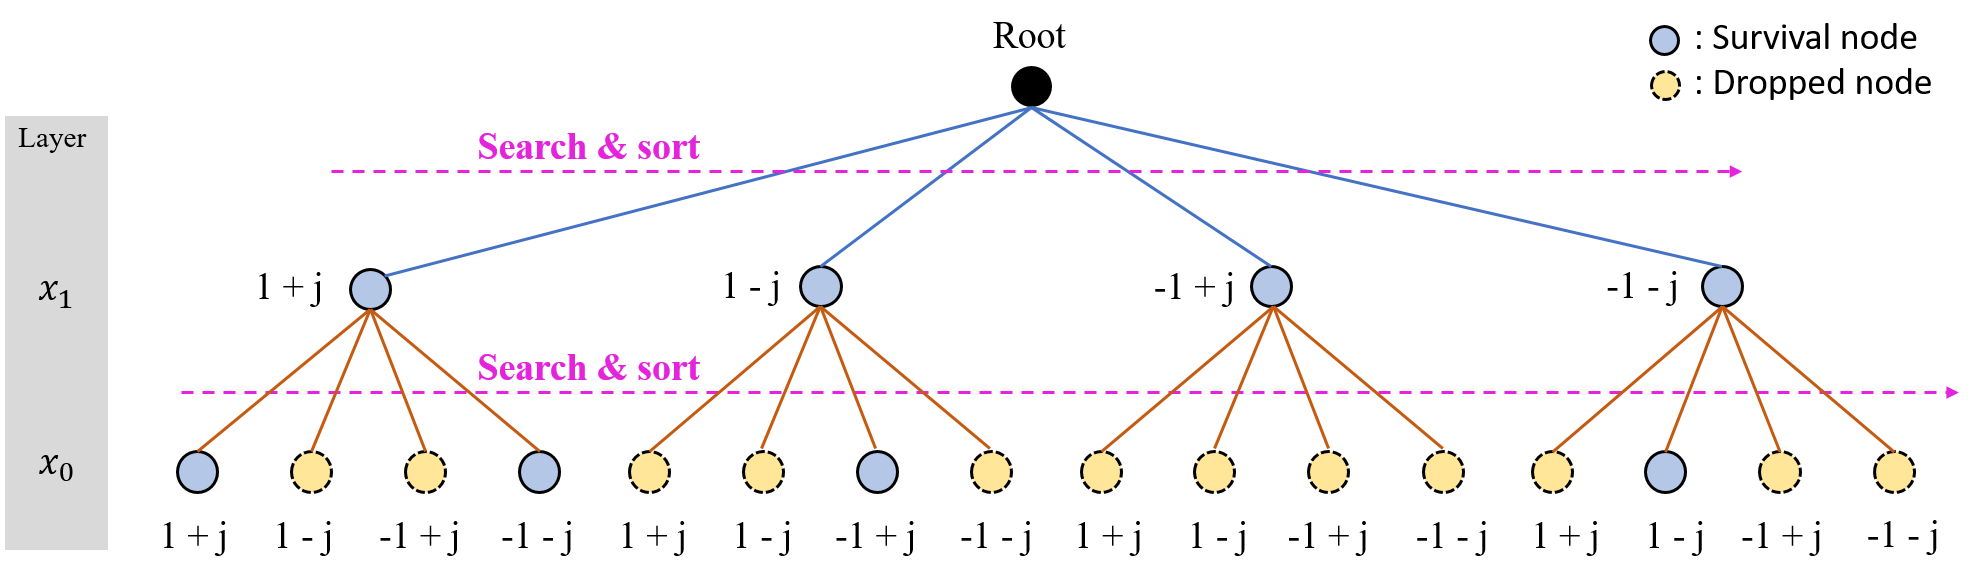 Root
: Survival node
: Dropped node
Layer
Search & sort
x₁
1 + j
1 - j
-1 + j
-1 - j
Search & sort
x₀
1 + j 1 - j -1 + j -1 - j 1 + j 1 - j -1 + j -1 - j 1 + j 1 - j -1 + j -1 - j 1 + j 1 - j -1 + j -1 - j